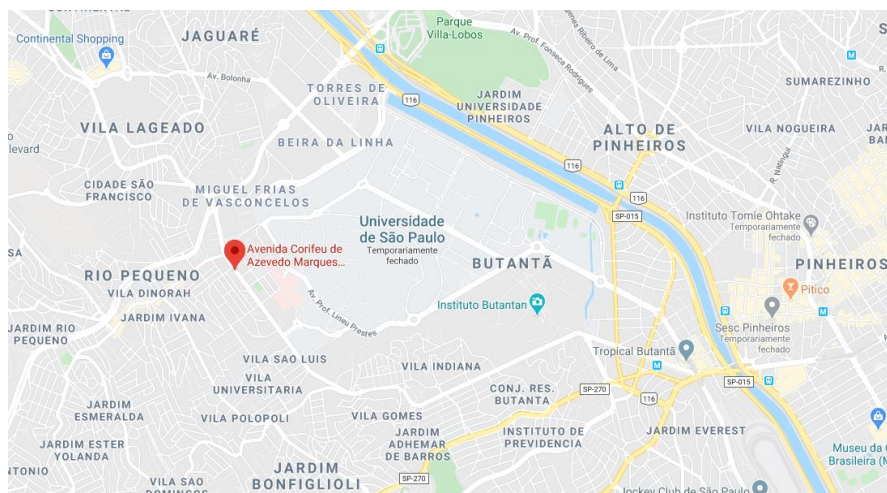 CONTINENTAL
Continental Shopping
JAGUARÉ
Parque
Villa-Lobos
Av. Prof. Fonseca Rodrigues
Av. Bolonha
TORRES DE
OLIVEIRA
116
JARDIM
UNIVERSIDADE
PINHEIROS
SUMAREZINHO
VILA LAGEADO
BEIRA DA LINHA
ALTO DE
PINHEIROS
VILA NOGUEIRA
116
R. Natingui
CIDADE SÃO
FRANCISCO
MIGUEL FRIAS
DE VASCONCELOS
116
SP-015
Instituto Tomie Ohtake
Temporariamente
fechado
Universidade
de São Paulo
Temporariamente
fechado
Avenida Corifeu de
Azevedo Marques...
BUTANTÃ
PINHEIROS
RIO PEQUENO
VILA DINORAH
Pitico
Instituto Butantan
Av. Prof. Lineu Prestes
JARDIM IVANA
JARDIM RIO
PEQUENO
Sesc Pinheiros
Temporariamente
fechado
Tropical Butantã
VILA SAO LUIS
VILA INDIANA
VILA
UNIVERSITARIA
SP-015
CONJ. RES.
BUTANTA
SP-270
116
JARDIM
ESMERALDA
VILA POLOPOLI
VILA GOMES
JARDIM
ADHEMAR
DE BARROS
INSTITUTO DE
PREVIDENCIA
JARDIM EVEREST
JARDIM ESTER
YOLANDA
JARDIM
BONFIGLIOLI
SP-270
VILA SAO
DOMINGOS
Jockey Club de São Paulo
Museu da
Brasileira (M